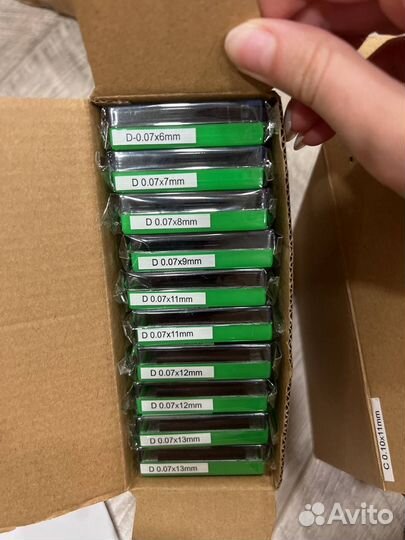 D-0.07x6mm
D 0.07x7mm
D 0.07x8mm
D 0.07x9mm
D 0.07x11mm
D 0.07x11mm
D 0.07x12mm
D 0.07x12mm
D 0.07x13mm
D 0.07x13mm
C 0.10x11mm
Avito